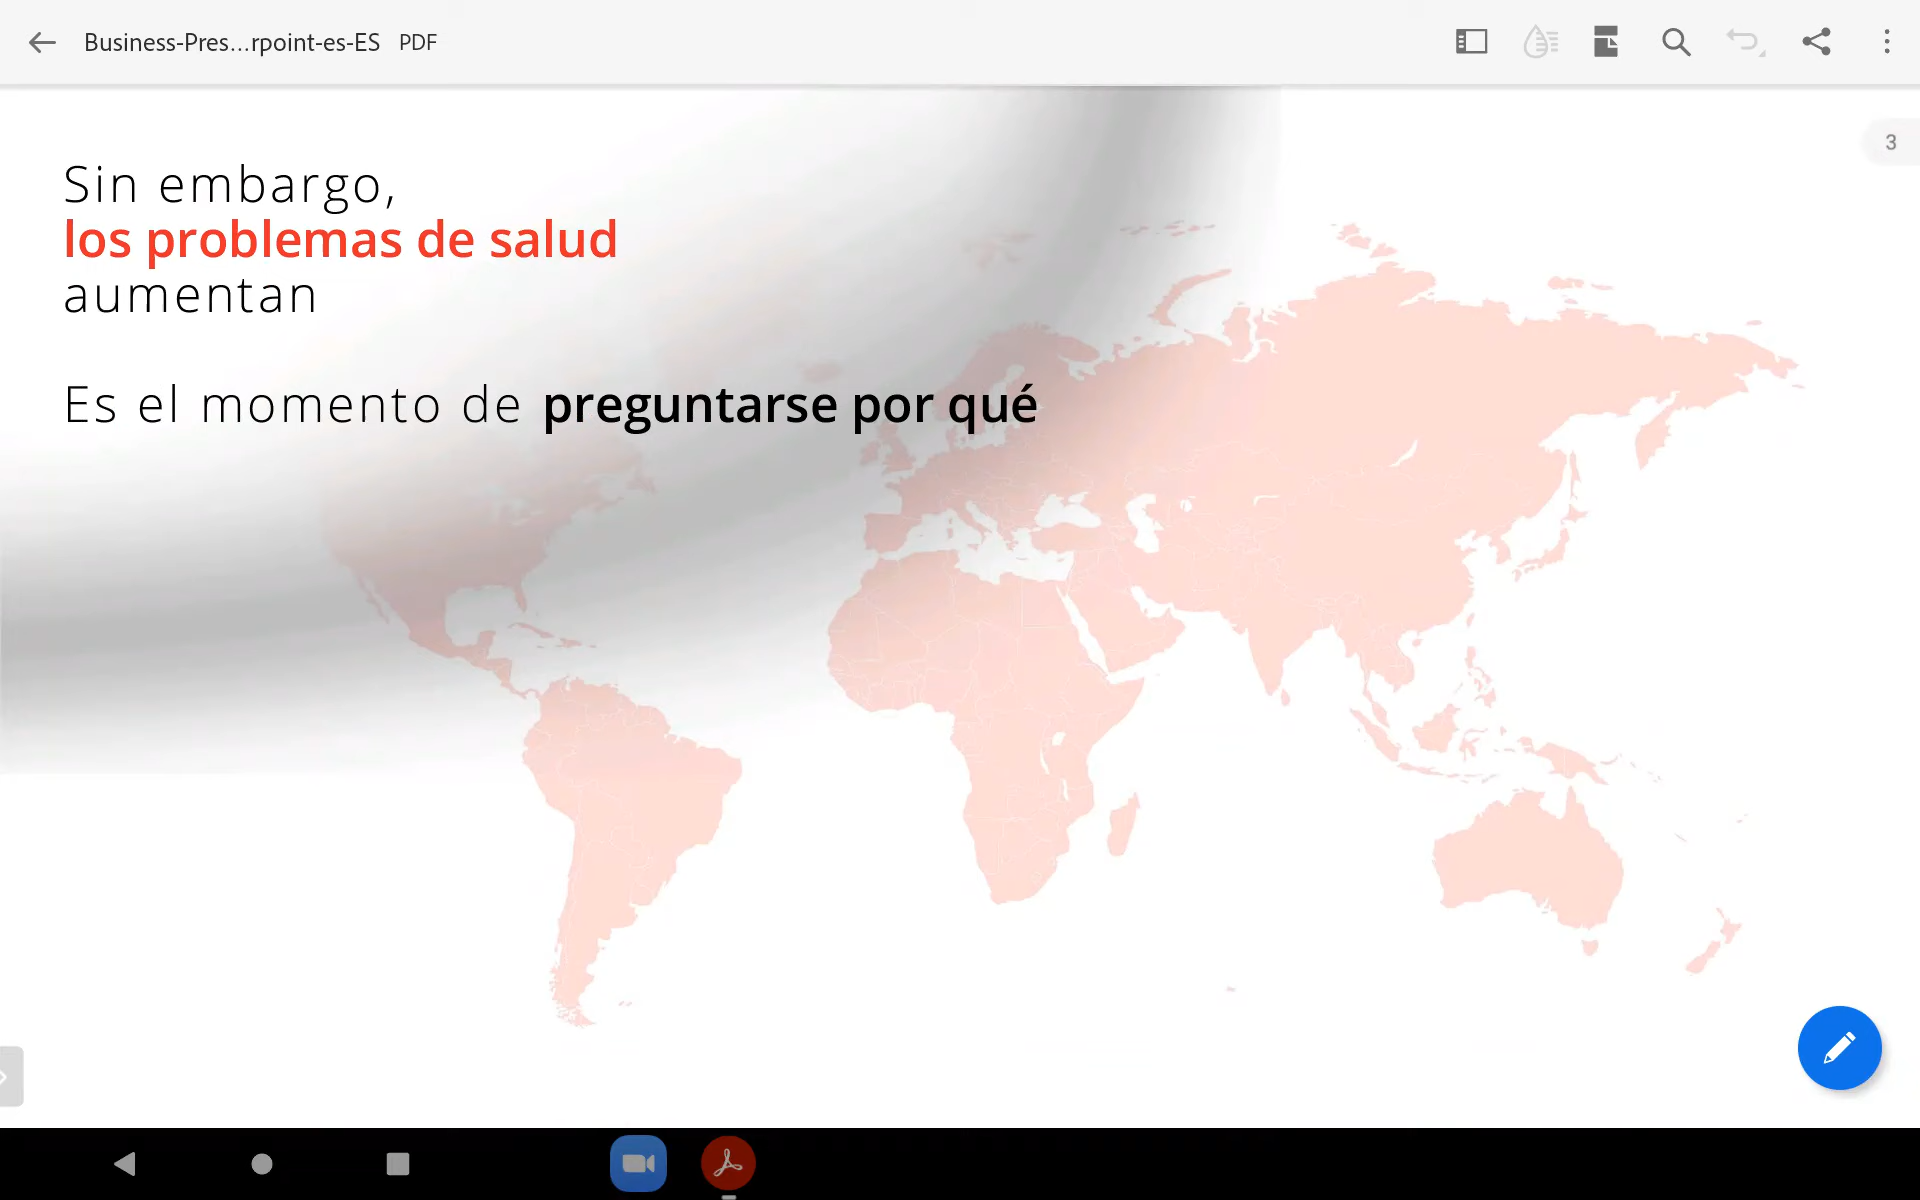 Business-Pres...rpoint-es-ES PDF
3
Sin embargo,
los problemas de salud
aumentan
Es el momento de preguntarse por qué